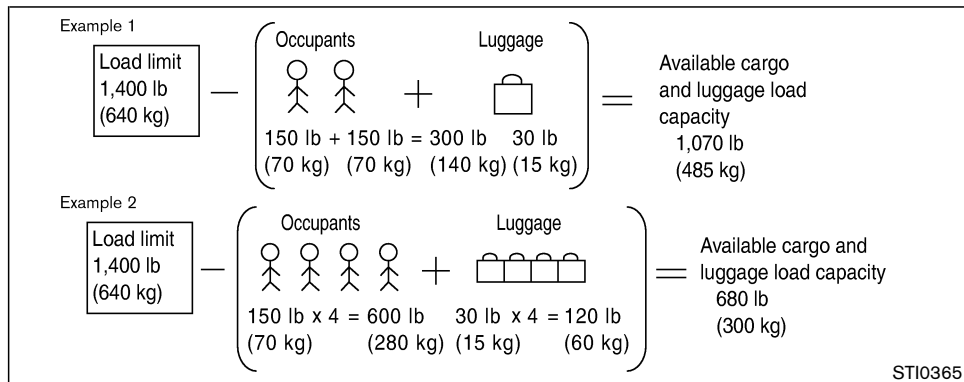 Example 1
Load limit
1,400 lb
(640 kg)
−
Occupants
+
Luggage
150 lb + 150 lb = 300 lb 30 lb
(70 kg) (70 kg) (140 kg) (15 kg)
=
Available cargo
and luggage load
capacity
1,070 lb
(485 kg)
Example 2
Load limit
1,400 lb
(640 kg)
−
Occupants
+
Luggage
150 lb x 4 = 600 lb 30 lb x 4 = 120 lb
(70 kg) (280 kg) (15 kg) (60 kg)
=
Available cargo and
luggage load capacity
680 lb
(300 kg)
STI0365